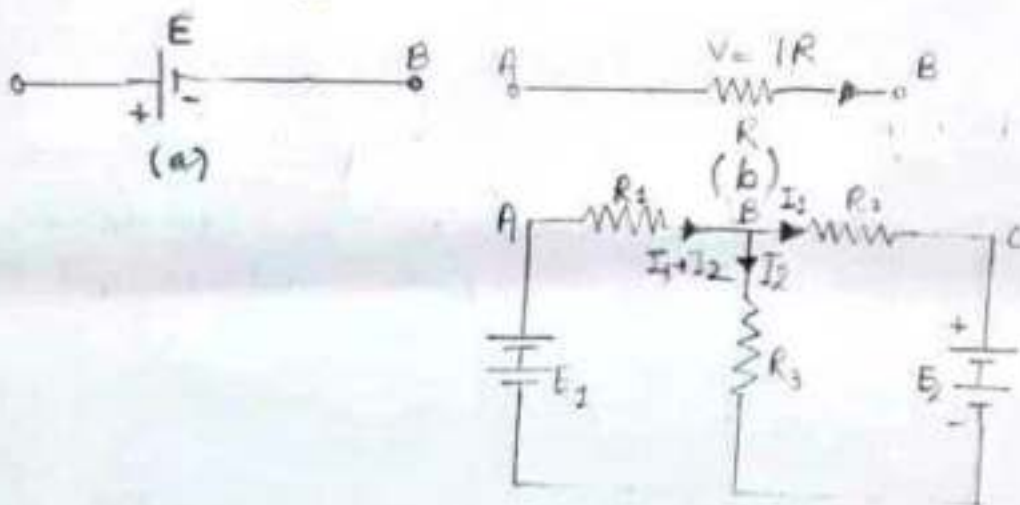 E
B
+ -
(a)
A
V = IR
B
R
(b)
A
R1
B
I1
R2
C
I1+I2
I2
E1
R3
+
E2
-